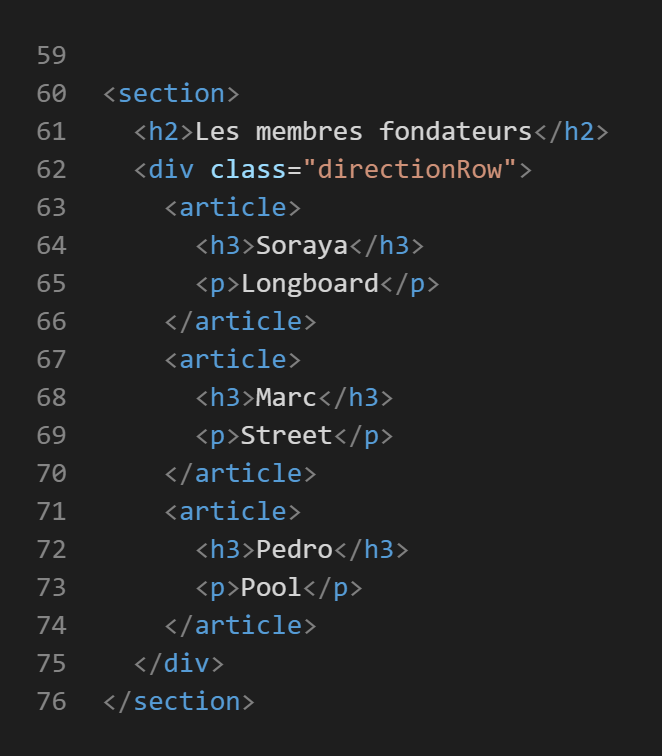 59
60 <section>
61 <h2>Les membres fondateurs</h2>
62 <div class="directionRow">
63 <article>
64 <h3>Soraya</h3>
65 <p>Longboard</p>
66 </article>
67 <article>
68 <h3>Marc</h3>
69 <p>Street</p>
70 </article>
71 <article>
72 <h3>Pedro</h3>
73 <p>Pool</p>
74 </article>
75 </div>
76 </section>